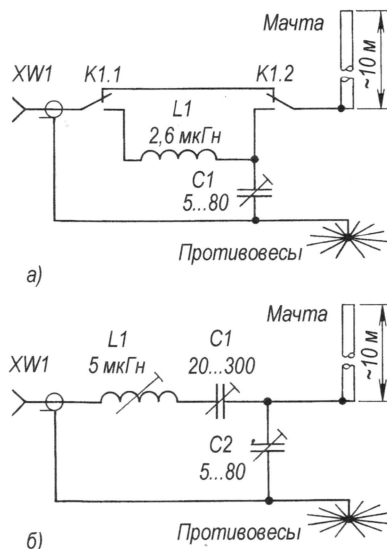 Мачта
XW1 K1.1 K1.2
~10 м
L1
2,6 мкГн
C1
5...80
Противовесы
а)
Мачта
L1 C1
XW1 5 мкГн 20...300
~10 м
C2
5...80
Противовесы
б)